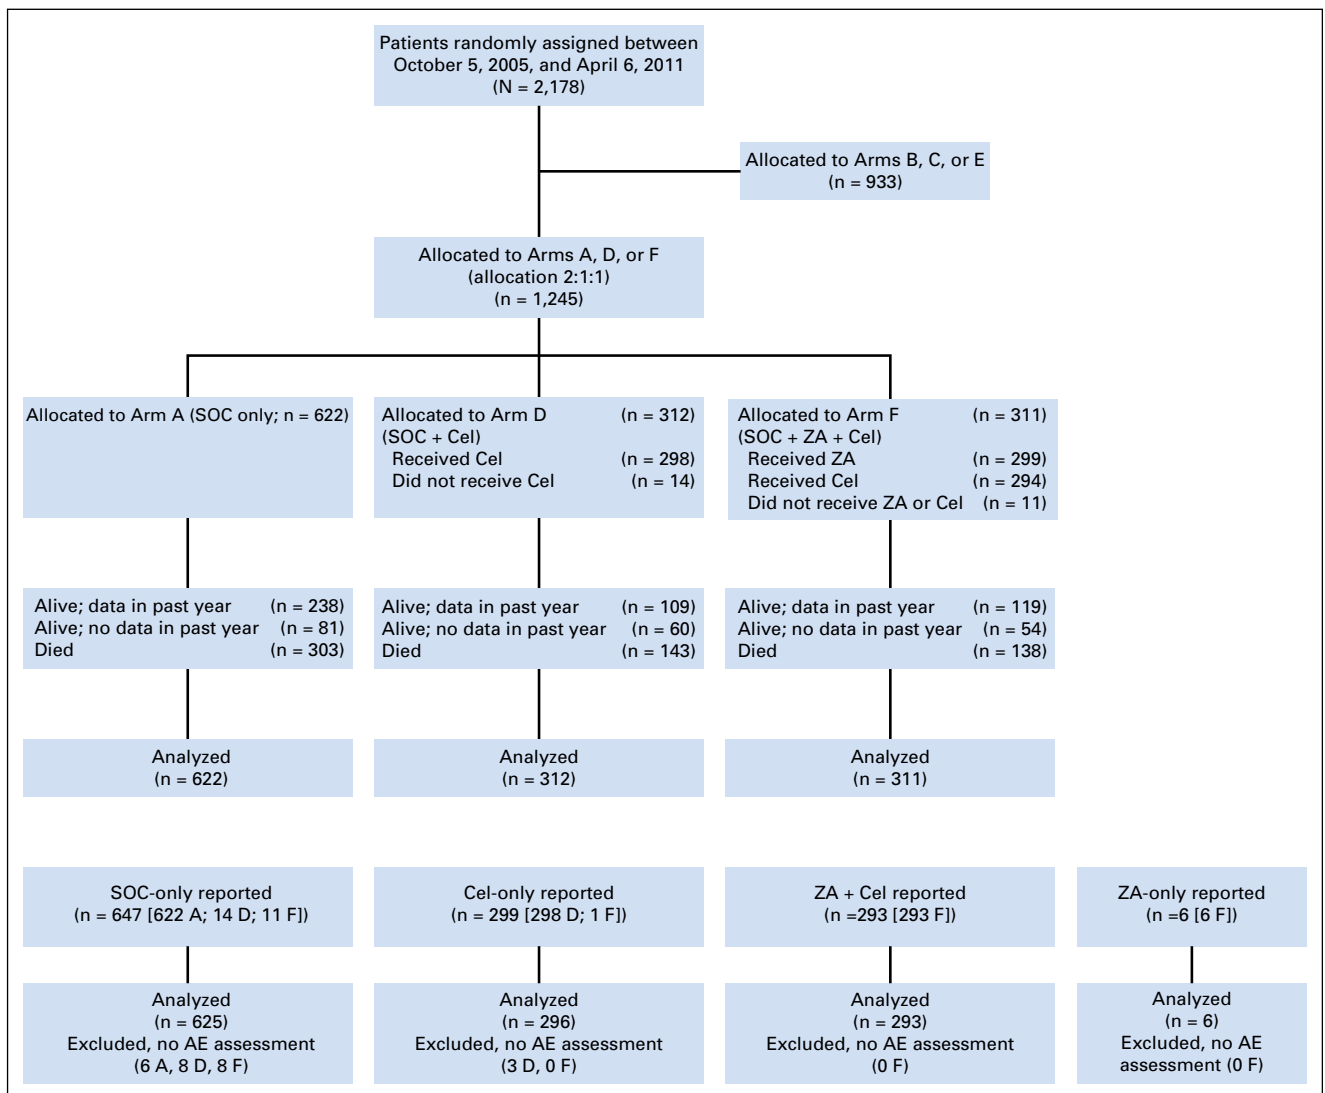 Patients randomly assigned between
October 5, 2005, and April 6, 2011
(N = 2,178)
Allocated to Arms B, C, or E
(n = 933)
Allocated to Arms A, D, or F
(allocation 2:1:1)
(n = 1,245)
Allocated to Arm A (SOC only; n = 622)
Allocated to Arm D (n = 312)
(SOC + Cel)
Received Cel (n = 298)
Did not receive Cel (n = 14)
Allocated to Arm F (n = 311)
(SOC + ZA + Cel)
Received ZA (n = 299)
Received Cel (n = 294)
Did not receive ZA or Cel (n = 11)
Alive; data in past year (n = 238)
Alive; no data in past year (n = 81)
Died (n = 303)
Alive; data in past year (n = 109)
Alive; no data in past year (n = 60)
Died (n = 143)
Alive; data in past year (n = 119)
Alive; no data in past year (n = 54)
Died (n = 138)
Analyzed
(n = 622)
Analyzed
(n = 312)
Analyzed
(n = 311)
SOC-only reported
(n = 647 [622 A; 14 D; 11 F])
Cel-only reported
(n = 299 [298 D; 1 F])
ZA + Cel reported
(n =293 [293 F])
ZA-only reported
(n =6 [6 F])
Analyzed
(n = 625)
Excluded, no AE assessment
(6 A, 8 D, 8 F)
Analyzed
(n = 296)
Excluded, no AE assessment
(3 D, 0 F)
Analyzed
(n = 293)
Excluded, no AE assessment
(0 F)
Analyzed
(n = 6)
Excluded, no AE
assessment (0 F)